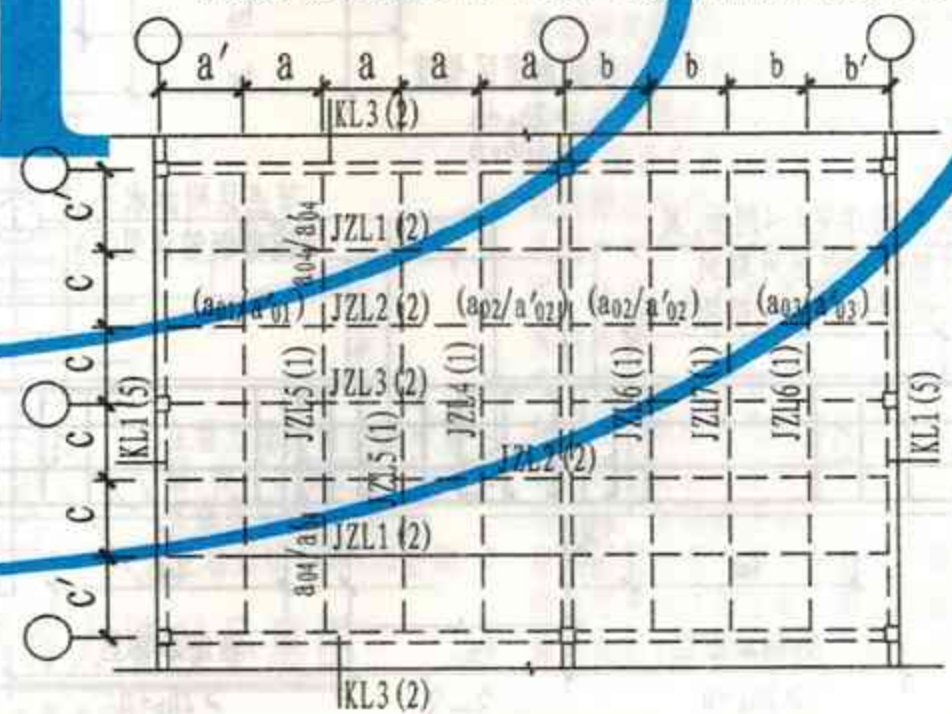 a' a a a a b b b b'
KL3(2)
C'
a04/a'04
JZL1(2)
C
(a01/a'01) JZL2(2) (a02/a'02) (a02/a'02) (a03/a'03)
C
KL1(5)
JZL5(1)
JZL3(2)
JZL4(1)
JZL6(1)
JZL7(1)
JZL6(1)
KL1(5)
C
JZL5(1)
JZL2(2)
C
JZL1(2)
C'
KL3(2)